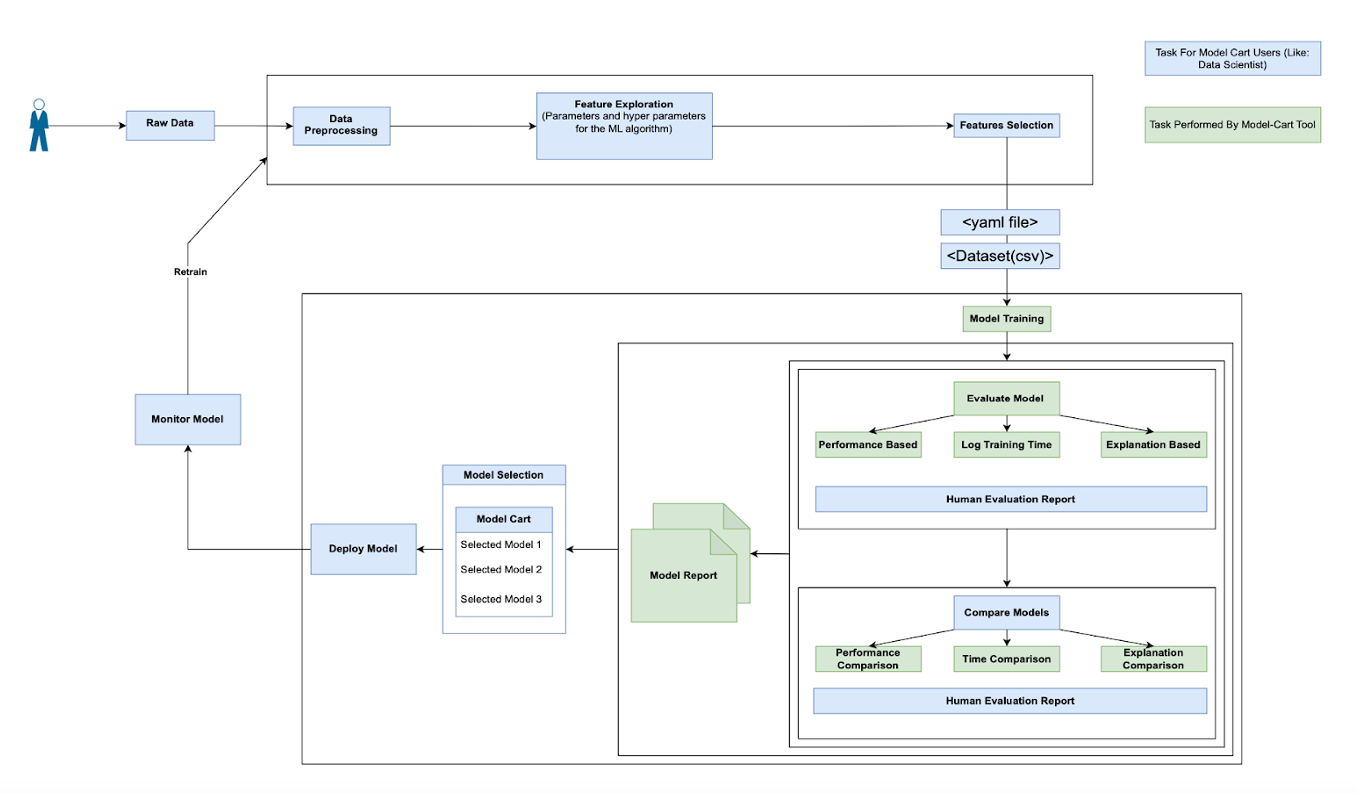 Task For Model Cart Users (Like:
Data Scientist)
Task Performed By Model-Cart Tool
Raw Data
Data
Preprocessing
Feature Exploration
(Parameters and hyper parameters
for the ML algorithm)
Features Selection
<yaml file>
<Dataset(csv)>
Retrain
Model Training
Evaluate Model
Performance Based
Log Training Time
Explanation Based
Human Evaluation Report
Monitor Model
Model Selection
Model Cart
Selected Model 1
Selected Model 2
Selected Model 3
Deploy Model
Model Report
Compare Models
Performance
Comparison
Time Comparison
Explanation
Comparison
Human Evaluation Report